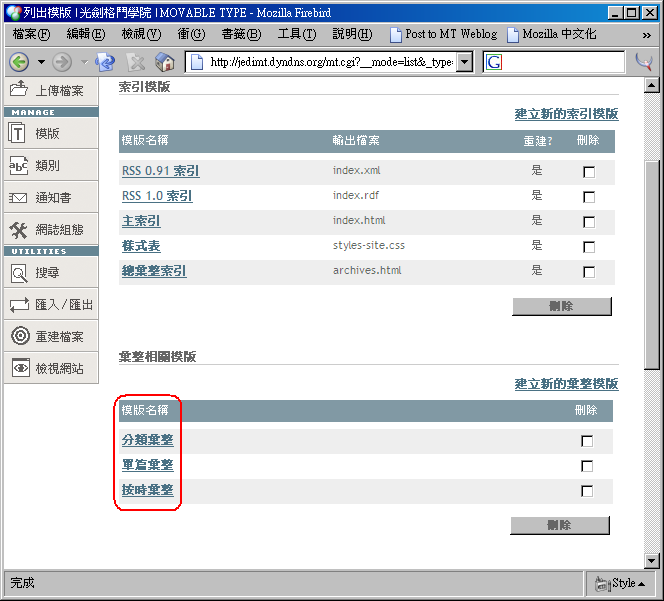 列出模版 | 光劍格鬥學院 | MOVABLE TYPE - Mozilla Firebird
檔案(F) 編輯(E) 檢視(V) 衝(G) 書籤(B) 工具(T) 說明(H) Post to MT Weblog Mozilla 中文化 »
http://jedimt.dyndns.org/mt.cgi?__mode=list&_type=
G
上傳檔案
MANAGE
模版
類別
通知書
網誌組態
UTILITIES
搜尋
匯入/匯出
重建檔案
檢視網站
索引模版
建立新的索引模版
模版名稱 輸出檔案 重建? 刪除
RSS 0.91 索引 index.xml 是
RSS 1.0 索引 index.rdf 是
主索引 index.html 是
樣式表 styles-site.css 是
總彙整索引 archives.html 是
刪除
彙整相關模版
建立新的彙整模版
模版名稱 刪除
分類彙整
單篇彙整
按時彙整
刪除
完成 Style